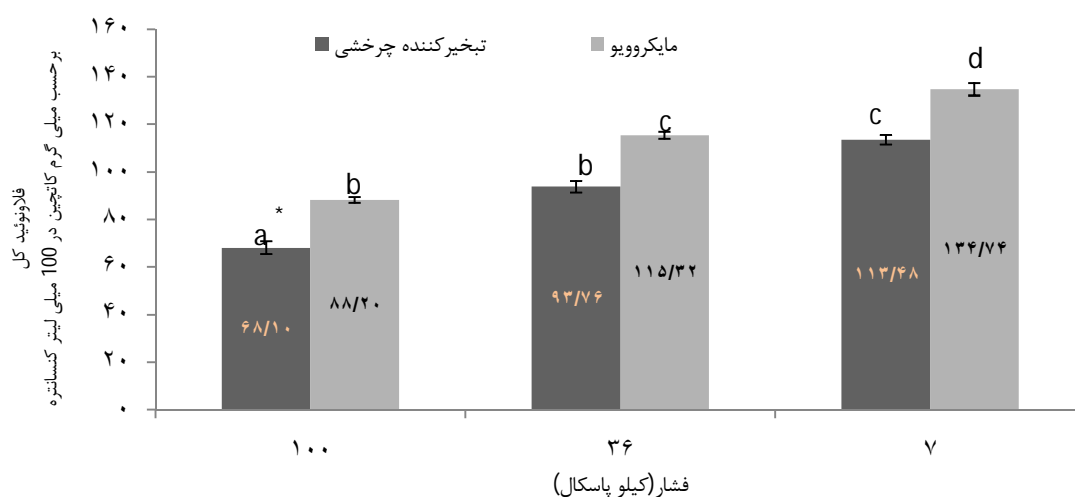 فلاونوئید کل
برحسب میلی گرم کاتچین در 100 میلی لیتر کنسانتره
۱۶۰
۱۴۰
۱۲۰
۱۰۰
۸۰
۶۰
۴۰
۲۰
۰
تبخیرکننده چرخشی
مایکروویو
*
a
b
b
c
c
d
۶۸/۱۰
۸۸/۲۰
۹۳/۷۶
۱۱۵/۳۲
۱۱۳/۴۸
۱۳۴/۷۴
۱۰۰
۳۶
۷
فشار(کیلو پاسکال)